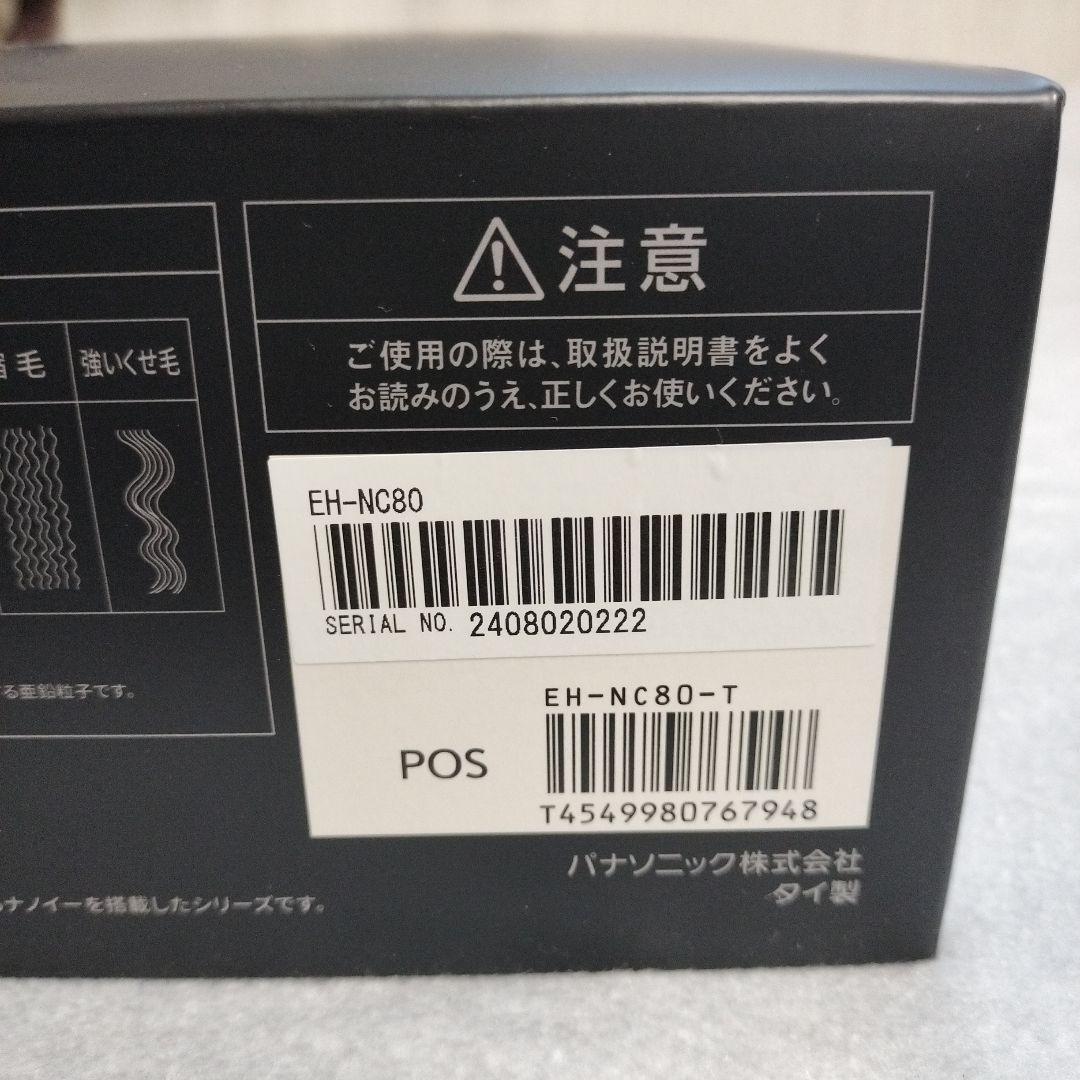 注意
ご使用の際は、取扱説明書をよく
お読みのうえ、正しくお使いください。
毛
強いくせ毛
る亜鉛粒子です。
ナノイーを搭載したシリーズです。
EH-NC80
SERIAL NO. 2408020222
EH-NC80-T
POS
T4549980767948
パナソニック株式会社
タイ製